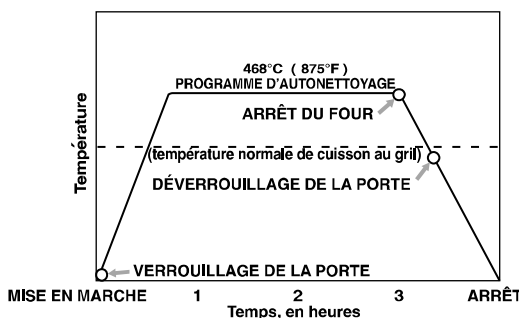 468°C ( 875°F )
PROGRAMME D'AUTONETTOYAGE
ARRÊT DU FOUR
(température normale de cuisson au gril)
DÉVERROUILLAGE DE LA PORTE
VERROUILLAGE DE LA PORTE
Température
MISE EN MARCHE 1 2 3 ARRÊT
Temps, en heures